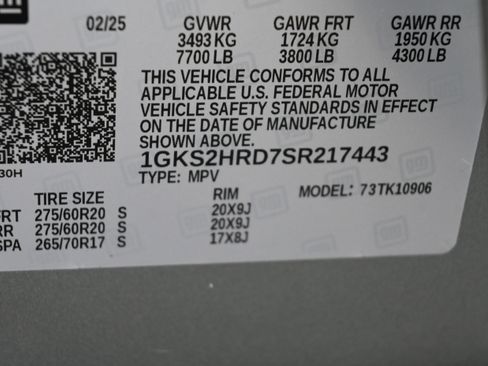 02/25 GVWR GAWR FRT GAWR RR
3493 KG 1724 KG 1950 KG
7700 LB 3800 LB 4300 LB
THIS VEHICLE CONFORMS TO ALL
APPLICABLE U.S. FEDERAL MOTOR
VEHICLE SAFETY STANDARDS IN EFFECT
ON THE DATE OF MANUFACTURE
SHOWN ABOVE.
1GKS2HRD7SR217443
30H
TYPE: MPV MODEL: 73TK10906
TIRE SIZE RIM
FRT 275/60R20 S 20X9J
RR 275/60R20 S 20X9J
SPA 265/70R17 S 17X8J